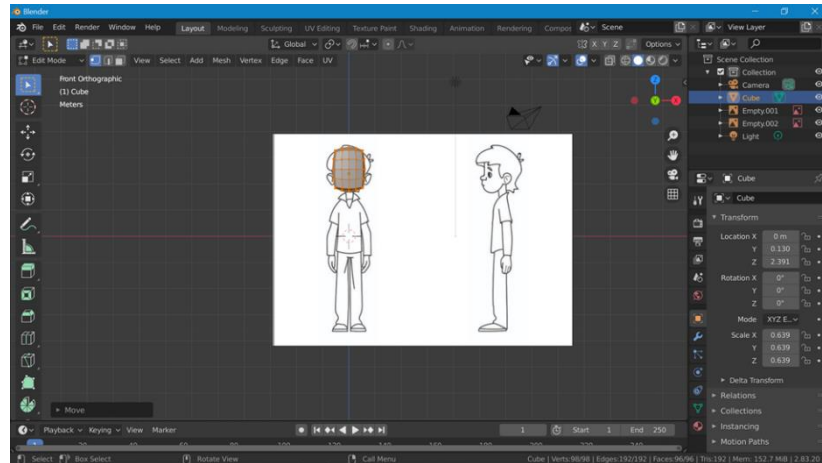 Blender
File Edit Render Window Help Layout Modeling Sculpting UV Editing Texture Paint Shading Animation Rendering Compos Scene View Layer
Global X Y Z Options
Edit Mode View Select Add Mesh Vertex Edge Face UV
Front Orthographic
(1) Cube
Meters
Scene Collection
Collection
Camera
Cube
Empty.001
Empty.002
Light
Cube
Cube
Transform
Location X 0 m
Y 0.130
Z 2.391
Rotation X 0°
Y 0°
Z 0°
Mode XYZ E...
Scale X 0.639
Y 0.639
Z 0.639
Delta Transform
Relations
Collections
Instancing
Motion Paths
Move
Playback Keying View Marker 1 Start 1 End 250
Select Box Select Rotate View Call Menu Cube | Verts:98/98 | Edges:192/192 | Faces:96/96 | Tris:192 | Mem: 152.7 MiB | 2.83.20